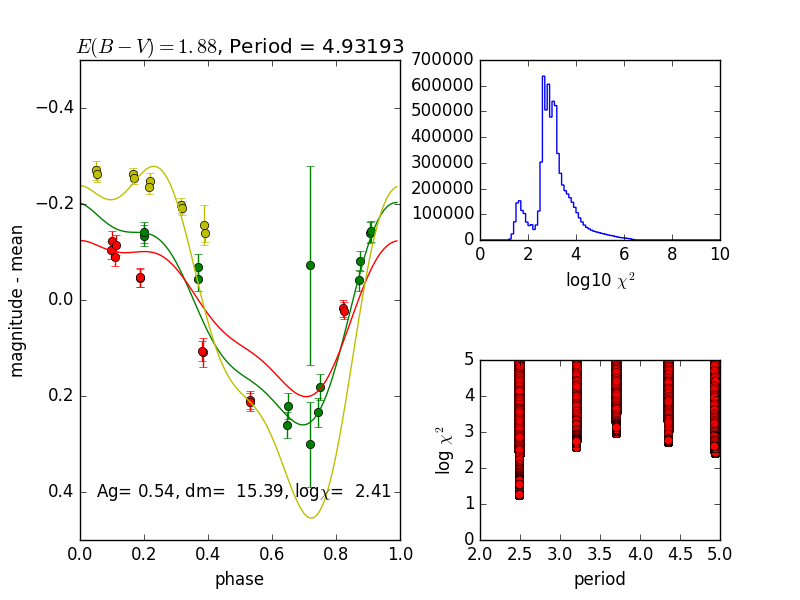 E(B−V)=1.88, Period = 4.93193
−0.4
−0.2
0.0
0.2
0.4
magnitude - mean
Ag= 0.54, dm= 15.39, logχ= 2.41
0.0 0.2 0.4 0.6 0.8 1.0
phase
700000
600000
500000
400000
300000
200000
100000
0
0 2 4 6 8 10
log10 χ²
5
4
3
2
1
0
log χ²
2.0 2.5 3.0 3.5 4.0 4.5 5.0
period